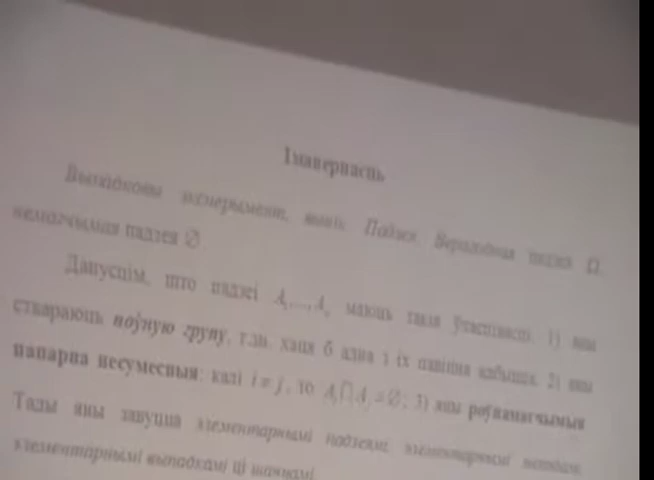 Імавернасць
Выпадковы эксперымент, вынік. Падзея. Верагодная падзея Ω.
немагчымая падзея ∅
Дапусцім, што падзеі A₁,...,Aₙ маюць такія ўласцівасці: 1) яны
ствараюць поўную групу, г.зн. хаця б адна з іх павінна адбыцца; 2) яны
папарна несумесныя: калі i ≠ j, то Aᵢ⋂Aⱼ=∅; 3) яны роўнамагчымыя
Тады яны завуцца элементарнымі падзеямі, элементарнымі
элементарнымі выпадкамі ці шансамі